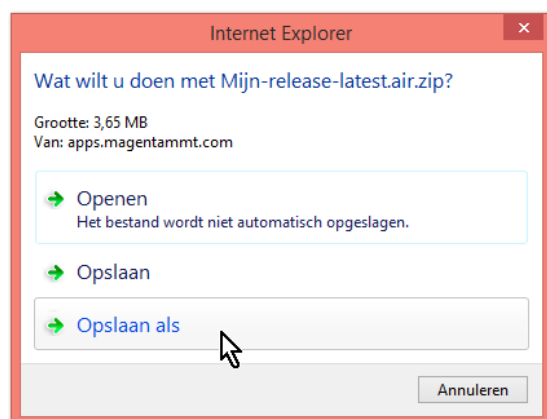 Internet Explorer
Wat wilt u doen met Mijn-release-latest.air.zip?
Grootte: 3,65 MB
Van: apps.magentammt.com
Openen
Het bestand wordt niet automatisch opgeslagen.
Opslaan
Opslaan als
Annuleren